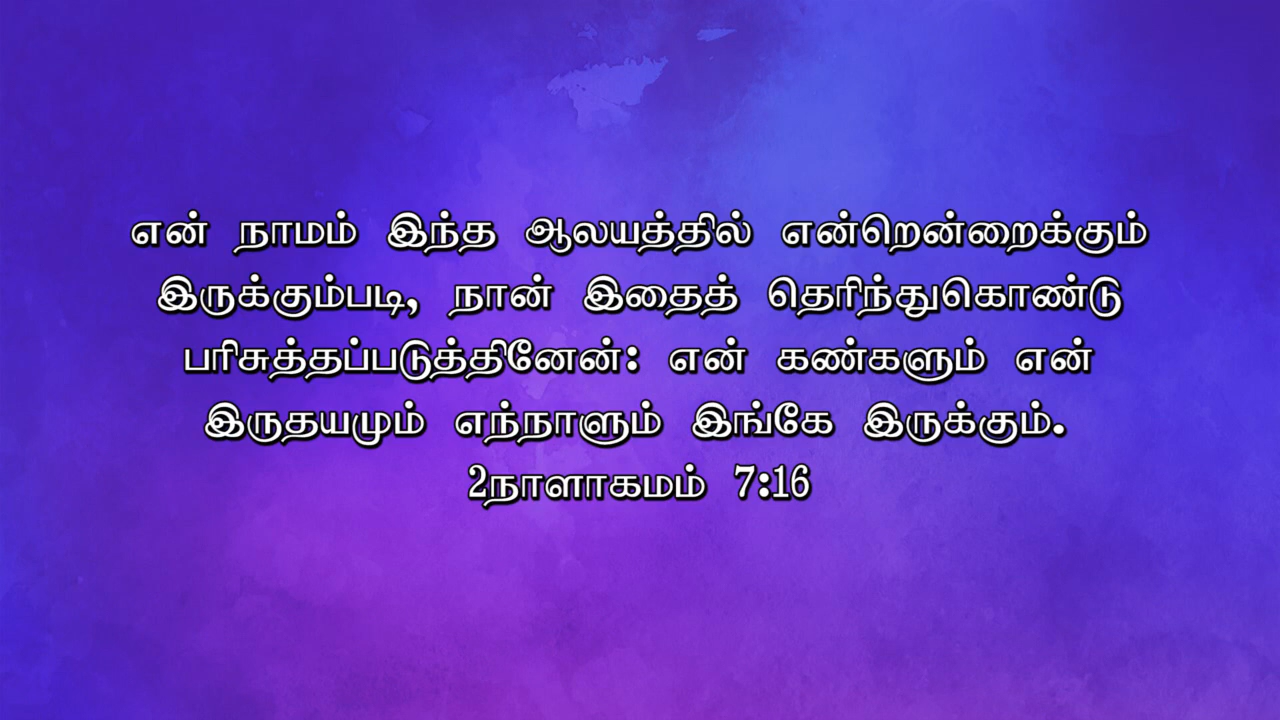 என் நாமம் இந்த ஆலயத்தில் என்றென்றைக்கும்
இருக்கும்படி, நான் இதைத் தெரிந்துகொண்டு
பரிசுத்தப்படுத்தினேன்: என் கண்களும் என்
இருதயமும் எந்நாளும் இங்கே இருக்கும்.
2நாளாகமம் 7:16